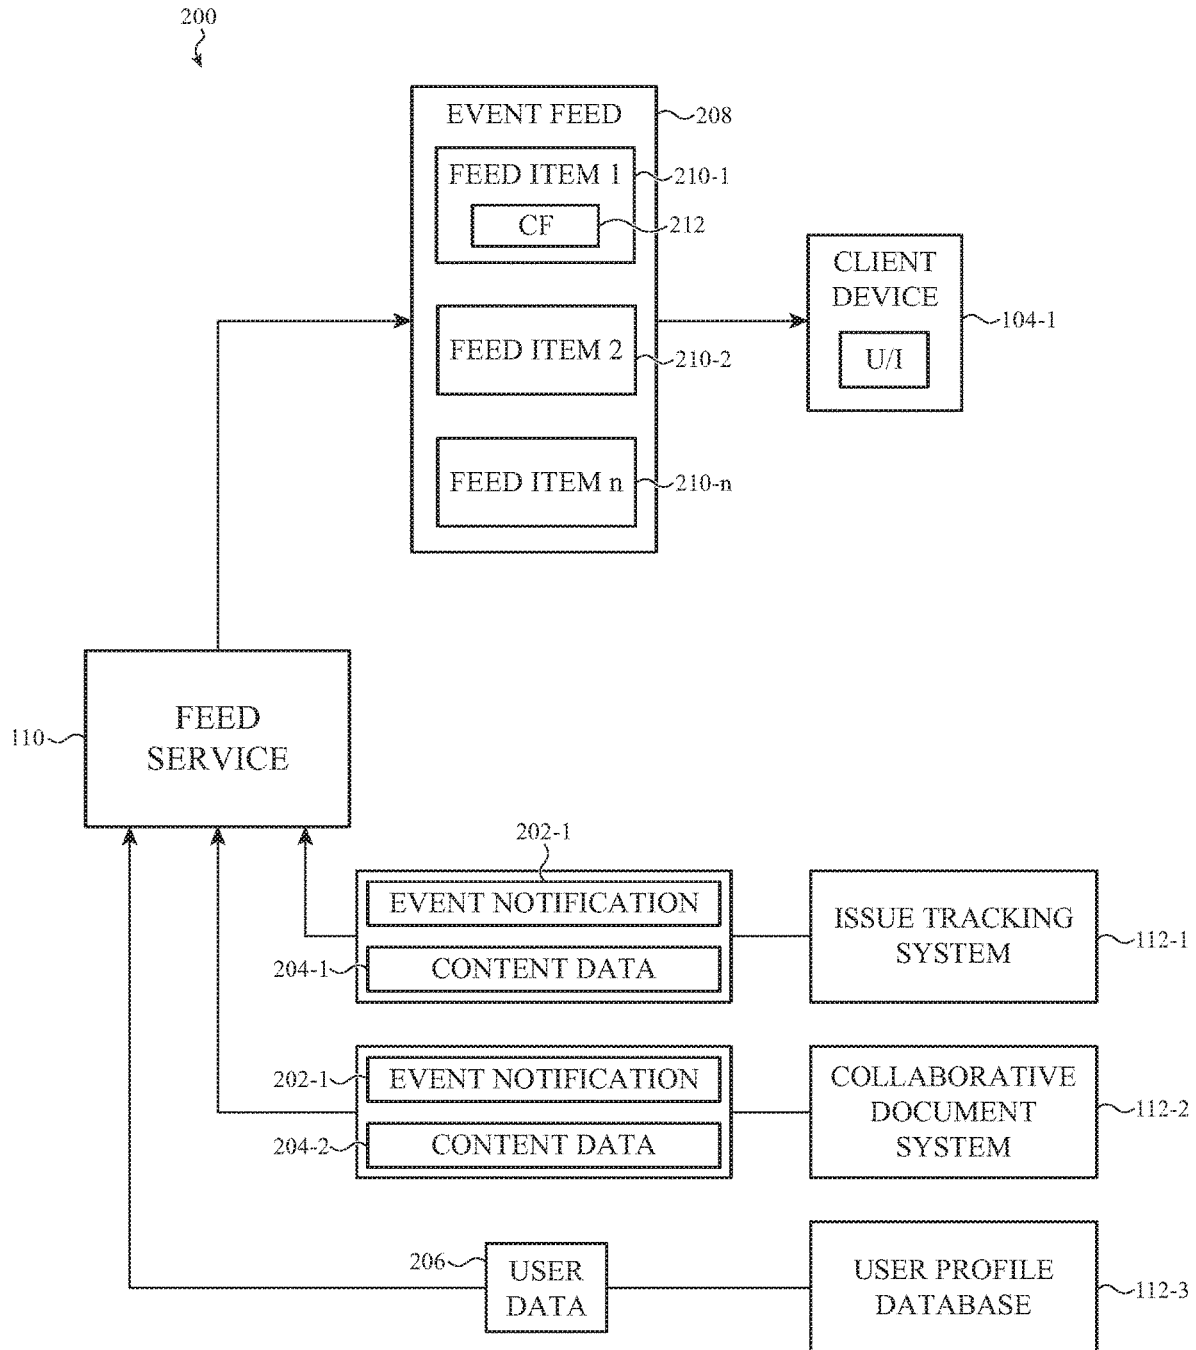 200
EVENT FEED
208
FEED ITEM 1
210-1
CF
212
CLIENT
DEVICE
104-1
U/I
FEED ITEM 2
210-2
FEED ITEM n
210-n
FEED
SERVICE
110
202-1
EVENT NOTIFICATION
204-1
CONTENT DATA
ISSUE TRACKING
SYSTEM
112-1
202-1
EVENT NOTIFICATION
204-2
CONTENT DATA
COLLABORATIVE
DOCUMENT
SYSTEM
112-2
206
USER
DATA
USER PROFILE
DATABASE
112-3